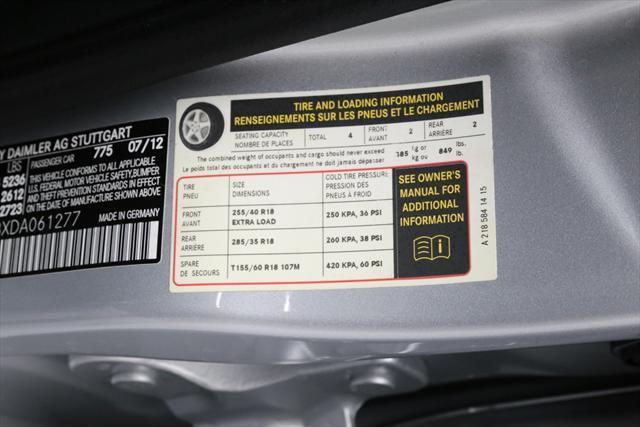 Y DAIMLER AG STUTTGART
LBS PASSENGER CAR 775 07/12
5236 THIS VEHICLE CONFORMS TO ALL APPLICABLE
2612 U.S. FEDERAL MOTOR VEHICLE SAFETY,BUMPER
2723 AND THEFT PREVENTION STANDARDS IN EFFECT
ON THE DATE OF MANUFACTURE SHOWN ABOVE
XDA061277 MADE IN GERMANY
TIRE AND LOADING INFORMATION
RENSEIGNEMENTS SUR LES PNEUS ET LE CHARGEMENT
SEATING CAPACITY TOTAL 4 FRONT 2 REAR 2
NOMBRE DE PLACES AVANT ARRIÈRE
The combined weight of occupants and cargo should never exceed 385 kg or 849 lbs.
Le poids total des occupants et du chargement ne doit jamais dépasser kg ou lb.
TIRE SIZE COLD TIRE PRESSURE:
PNEU DIMENSIONS PRESSION DES
PNEUS À FROID
FRONT 255/40 R18 250 KPA, 36 PSI
AVANT EXTRA LOAD
REAR 285/35 R18 260 KPA, 38 PSI
ARRIÈRE
SPARE T155/60 R18 107M 420 KPA, 60 PSI
DE SECOURS
SEE OWNER'S
MANUAL FOR
ADDITIONAL
INFORMATION
i
A 218 584 14 15